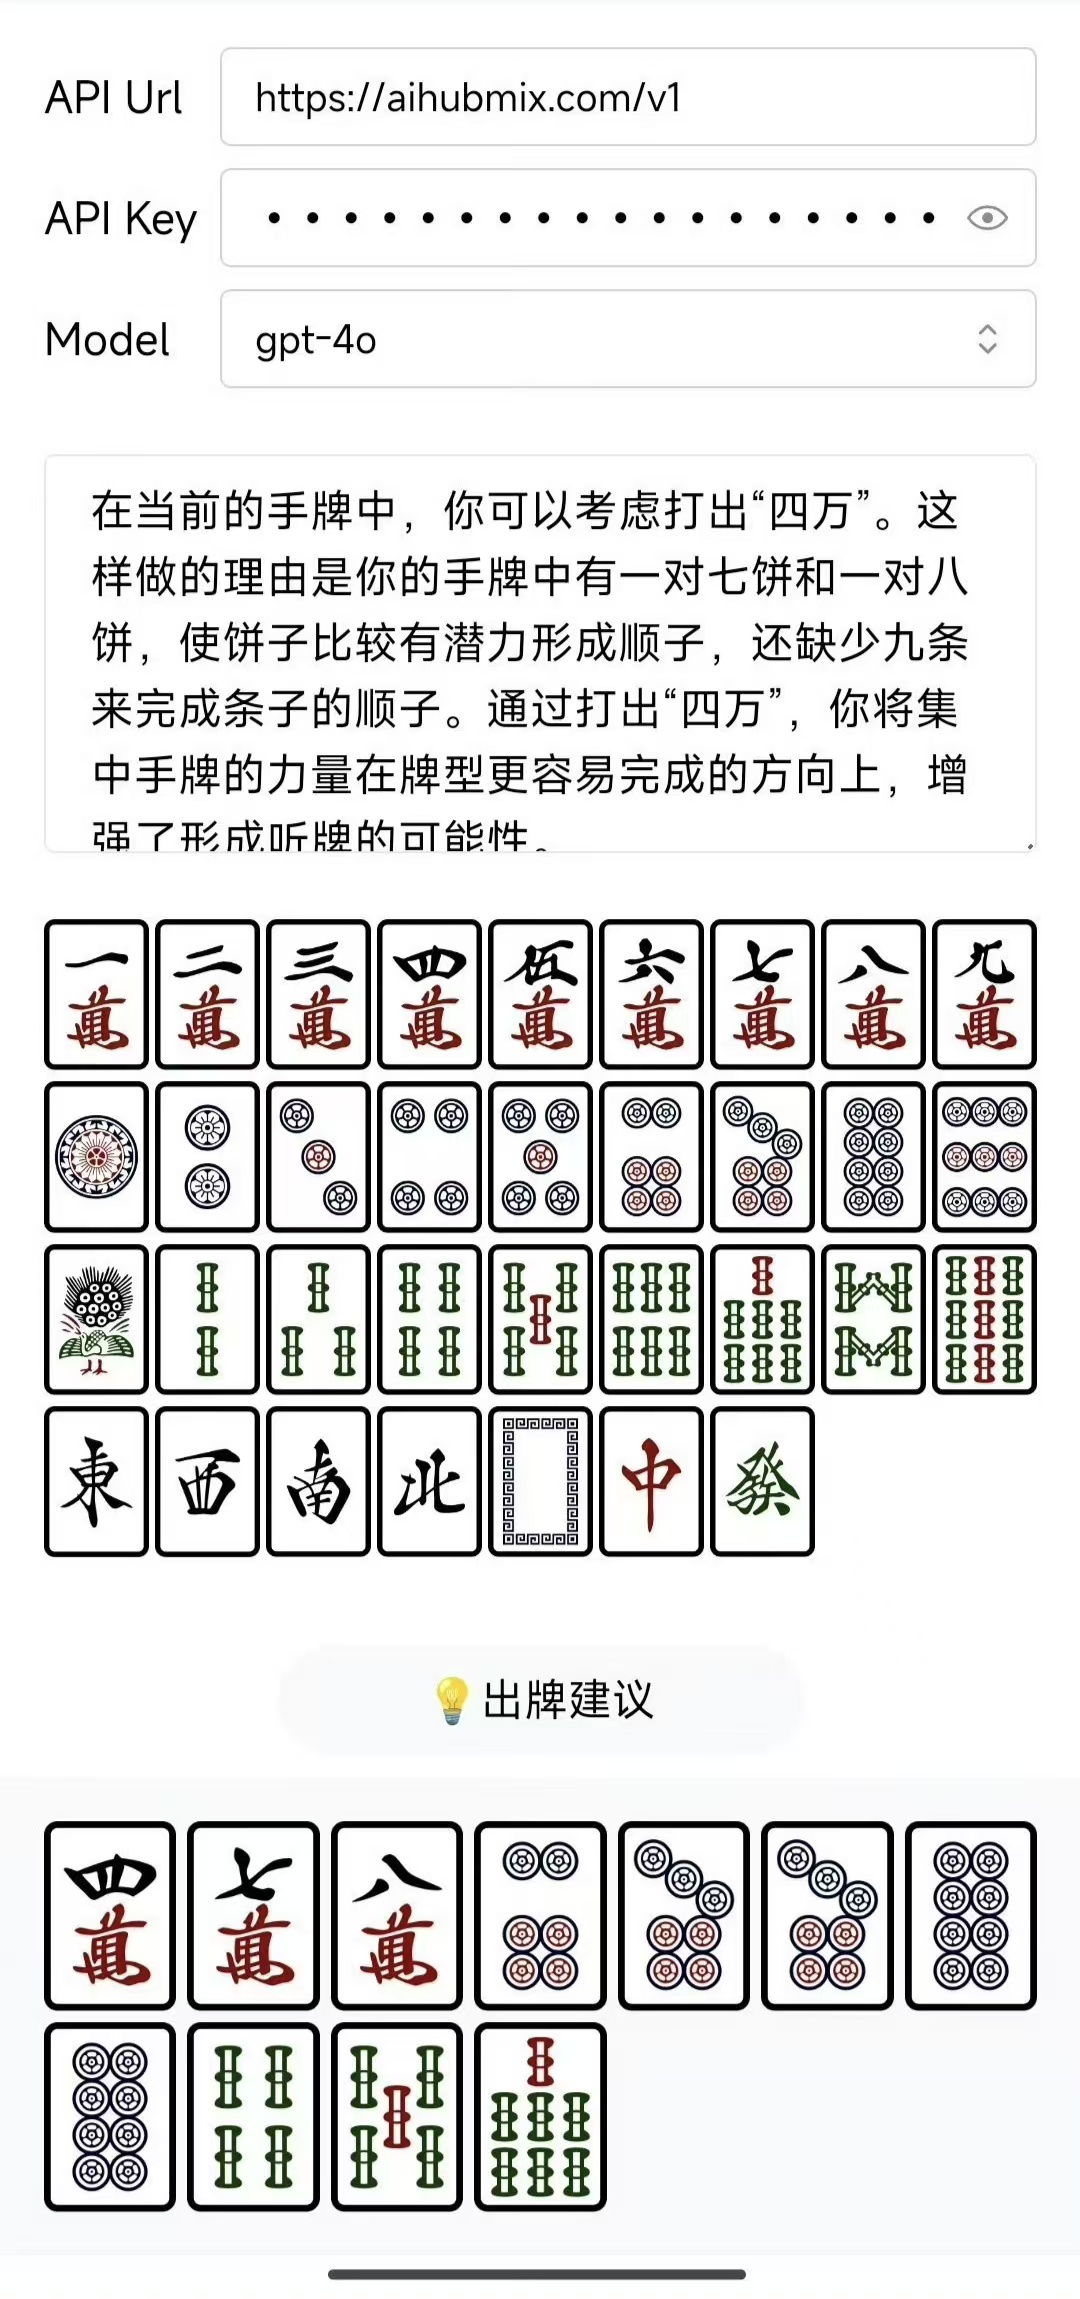 API Url
https://aihubmix.com/v1
API Key
Model
gpt-4o
在当前的手牌中，你可以考虑打出“四万”。这
样做的理由是你的手牌中有一对七饼和一对八
饼，使饼子比较有潜力形成顺子，还缺少九条
来完成条子的顺子。通过打出“四万”，你将集
中手牌的力量在牌型更容易完成的方向上，增
强了形成听牌的可能性。
一萬 二萬 三萬 四萬 伍萬 六萬 七萬 八萬 九萬
東 西 南 北 中 發
💡出牌建议
四萬 七萬 八萬